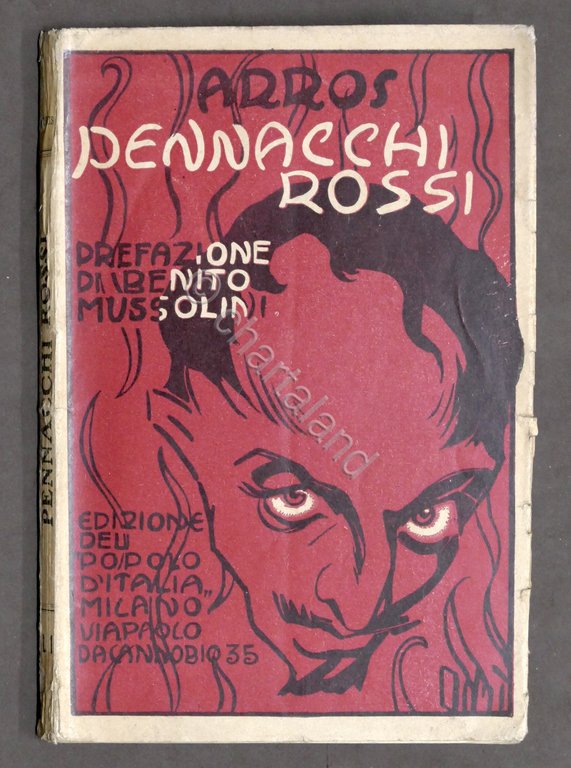 ARROS
PENNACCHI
ROSSI
PREFAZIONE
DI BENITO
MUSSOLINI
EDIZIONE
DEL
"POPOLO
D'ITALIA"
MILANO
VIA PAOLO
DA CANNOBIO 35
PENNACCHI ROSSI
© chartaland